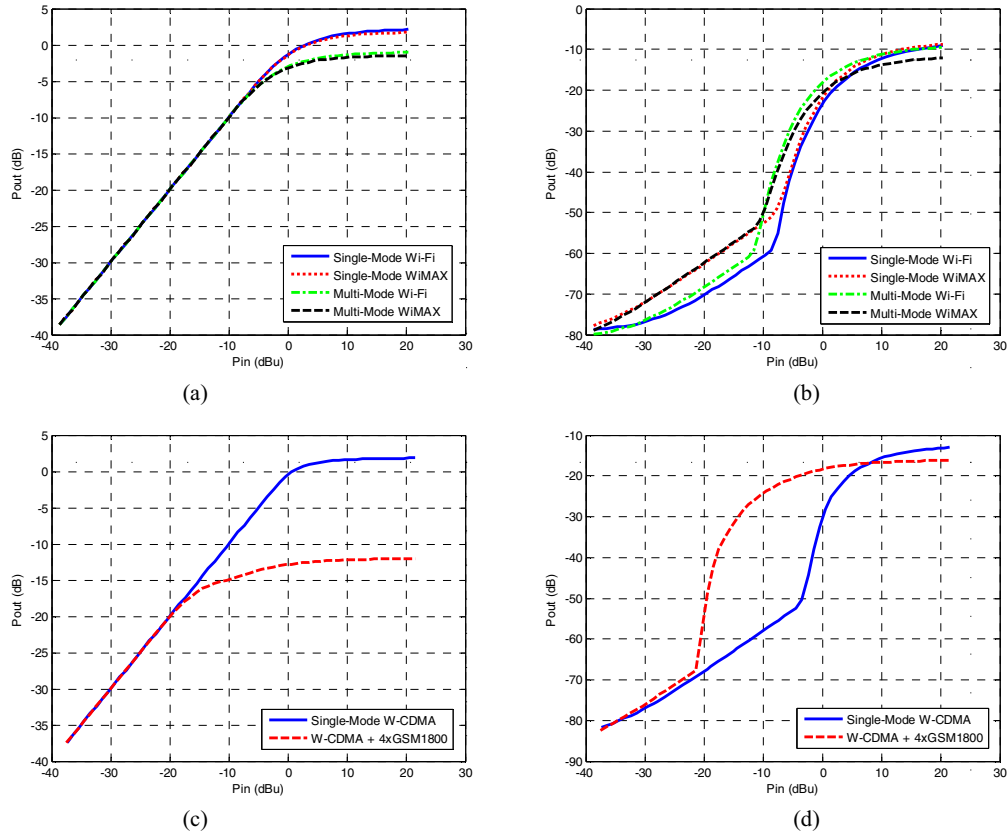 5
0
-5
-10
-15
-20
-25
-30
-35
-40
-40 -30 -20 -10 0 10 20 30
Pout (dB)
Pin (dBu)
Single-Mode Wi-Fi
Single-Mode WiMAX
Multi-Mode Wi-Fi
Multi-Mode WiMAX
(a)
0
-10
-20
-30
-40
-50
-60
-70
-80
-40 -30 -20 -10 0 10 20 30
Pout (dB)
Pin (dBu)
Single-Mode Wi-Fi
Single-Mode WiMAX
Multi-Mode Wi-Fi
Multi-Mode WiMAX
(b)
5
0
-5
-10
-15
-20
-25
-30
-35
-40
-40 -30 -20 -10 0 10 20 30
Pout (dB)
Pin (dBu)
Single-Mode W-CDMA
W-CDMA + 4xGSM1800
(c)
-10
-20
-30
-40
-50
-60
-70
-80
-90
-40 -30 -20 -10 0 10 20 30
Pout (dB)
Pin (dBu)
Single-Mode W-CDMA
W-CDMA + 4xGSM1800
(d)